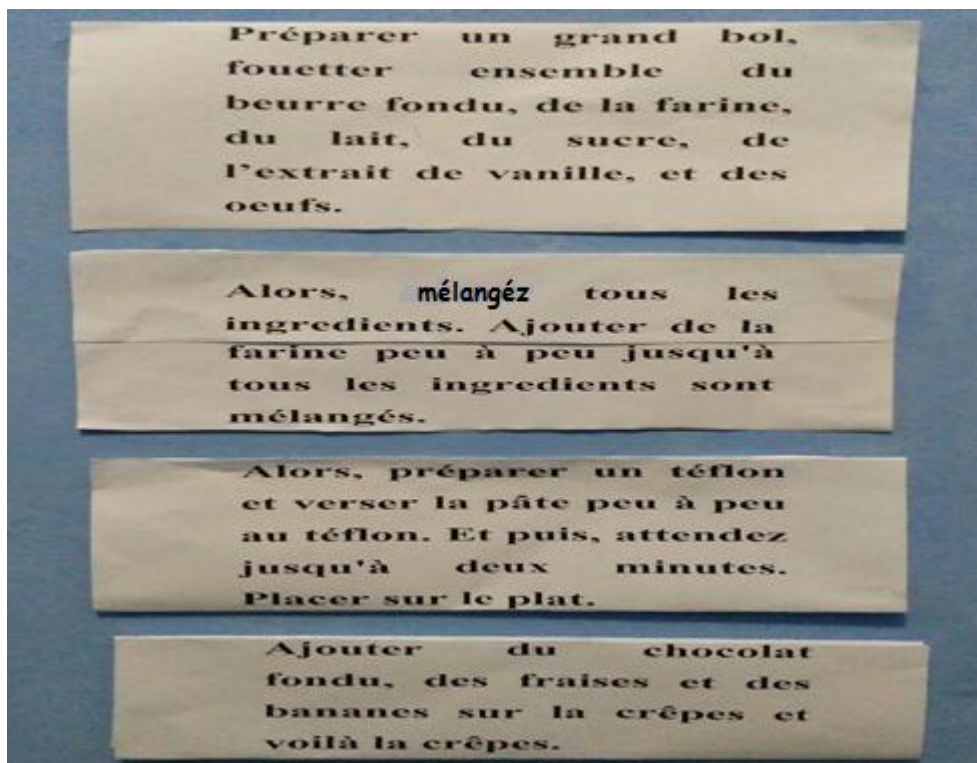 Préparer un grand bol,
fouetter ensemble du
beurre fondu, de la farine,
du lait, du sucre, de
l'extrait de vanille, et des
oeufs.
Alors, mélangéz tous les
ingredients. Ajouter de la
farine peu à peu jusqu'à
tous les ingredients sont
mélangés.
Alors, préparer un téflon
et verser la pâte peu à peu
au téflon. Et puis, attendez
jusqu'à deux minutes.
Placer sur le plat.
Ajouter du chocolat
fondu, des fraises et des
bananes sur la crêpes et
voilà la crêpes.